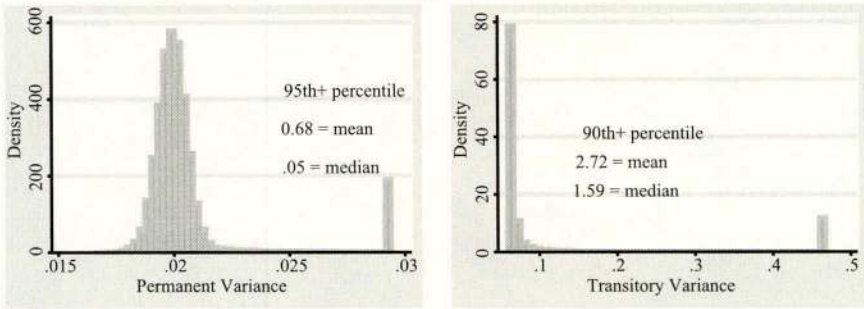 600
400
200
0
Density
95th+ percentile
0.68 = mean
.05 = median
.015 .02 .025 .03
Permanent Variance
80
60
40
20
0
Density
90th+ percentile
2.72 = mean
1.59 = median
.1 .2 .3 .4 .5
Transitory Variance